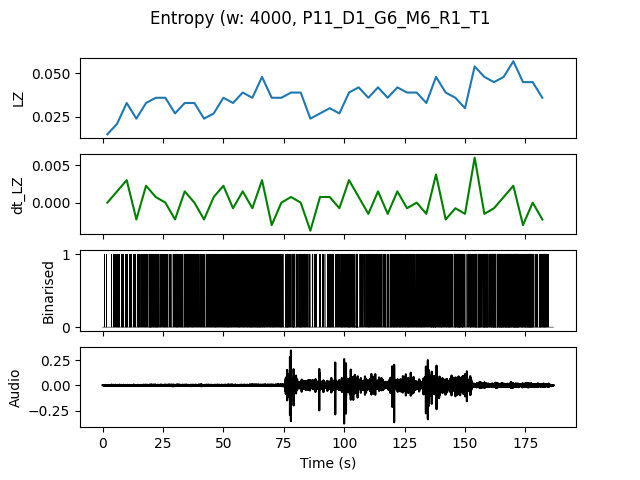 Entropy (w: 4000, P11_D1_G6_M6_R1_T1
0.050
0.025
LZ
0.005
0.000
dt_LZ
1
0
Binarised
0.25
0.00
−0.25
Audio
0 25 50 75 100 125 150 175
Time (s)